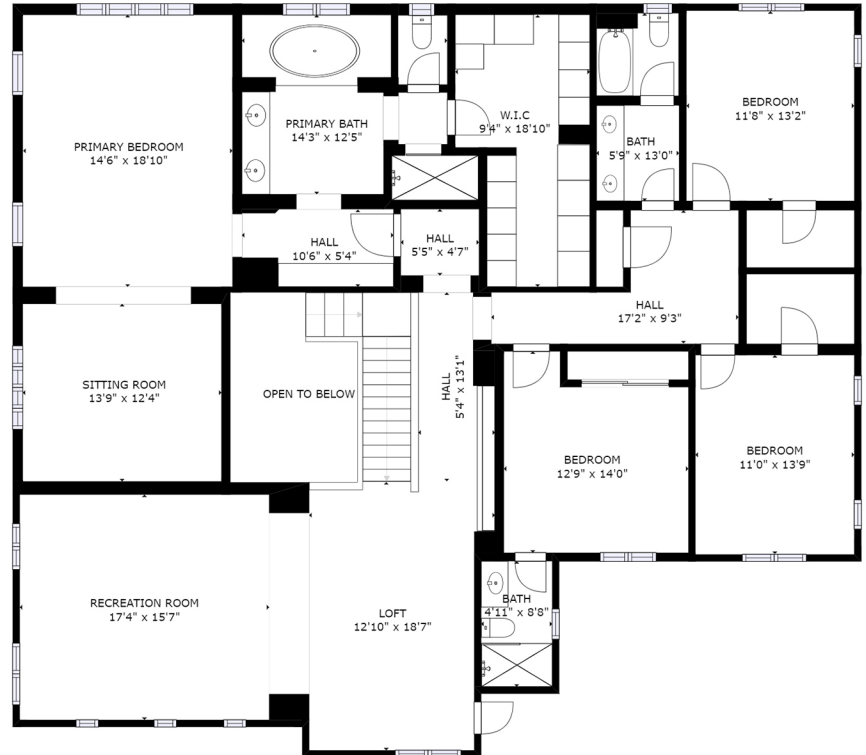 PRIMARY BEDROOM
14'6" x 18'10"
PRIMARY BATH
14'3" x 12'5"
W.I.C
9'4" x 18'10"
BATH
5'9" x 13'0"
BEDROOM
11'8" x 13'2"
HALL
10'6" x 5'4"
HALL
5'5" x 4'7"
HALL
17'2" x 9'3"
SITTING ROOM
13'9" x 12'4"
OPEN TO BELOW
HALL
5'4" x 13'1"
BEDROOM
12'9" x 14'0"
BEDROOM
11'0" x 13'9"
RECREATION ROOM
17'4" x 15'7"
LOFT
12'10" x 18'7"
BATH
4'11" x 8'8"